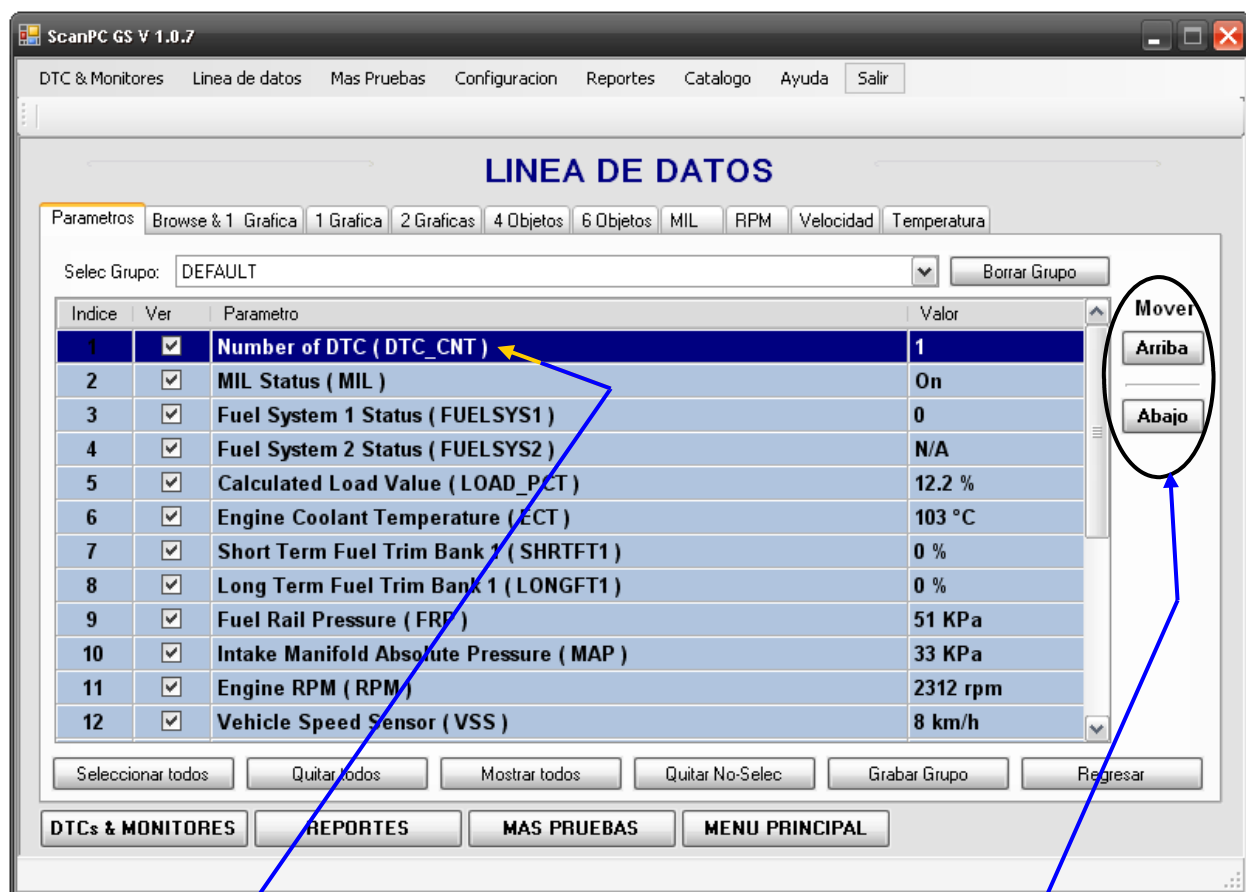 ScanPC GS V 1.0.7
DTC & Monitores Linea de datos Mas Pruebas Configuracion Reportes Catalogo Ayuda Salir
LINEA DE DATOS
Parametros Browse & 1 Grafica 1 Grafica 2 Graficas 4 Objetos 6 Objetos MIL RPM Velocidad Temperatura
Selec Grupo: DEFAULT Borrar Grupo
Indice Ver Parametro Valor
1 Number of DTC ( DTC_CNT ) 1
2 MIL Status ( MIL ) On
3 Fuel System 1 Status ( FUELSYS1 ) 0
4 Fuel System 2 Status ( FUELSYS2 ) N/A
5 Calculated Load Value ( LOAD_PCT ) 12.2 %
6 Engine Coolant Temperature ( ECT ) 103 °C
7 Short Term Fuel Trim Bank 1 ( SHRTFT1 ) 0 %
8 Long Term Fuel Trim Bank 1 ( LONGFT1 ) 0 %
9 Fuel Rail Pressure ( FRP ) 51 KPa
10 Intake Manifold Absolute Pressure ( MAP ) 33 KPa
11 Engine RPM ( RPM ) 2312 rpm
12 Vehicle Speed Sensor ( VSS ) 8 km/h
Mover
Arriba
Abajo
Seleccionar todos Quitar todos Mostrar todos Quitar No-Selec Grabar Grupo Regresar
DTCs & MONITORES REPORTES MAS PRUEBAS MENU PRINCIPAL